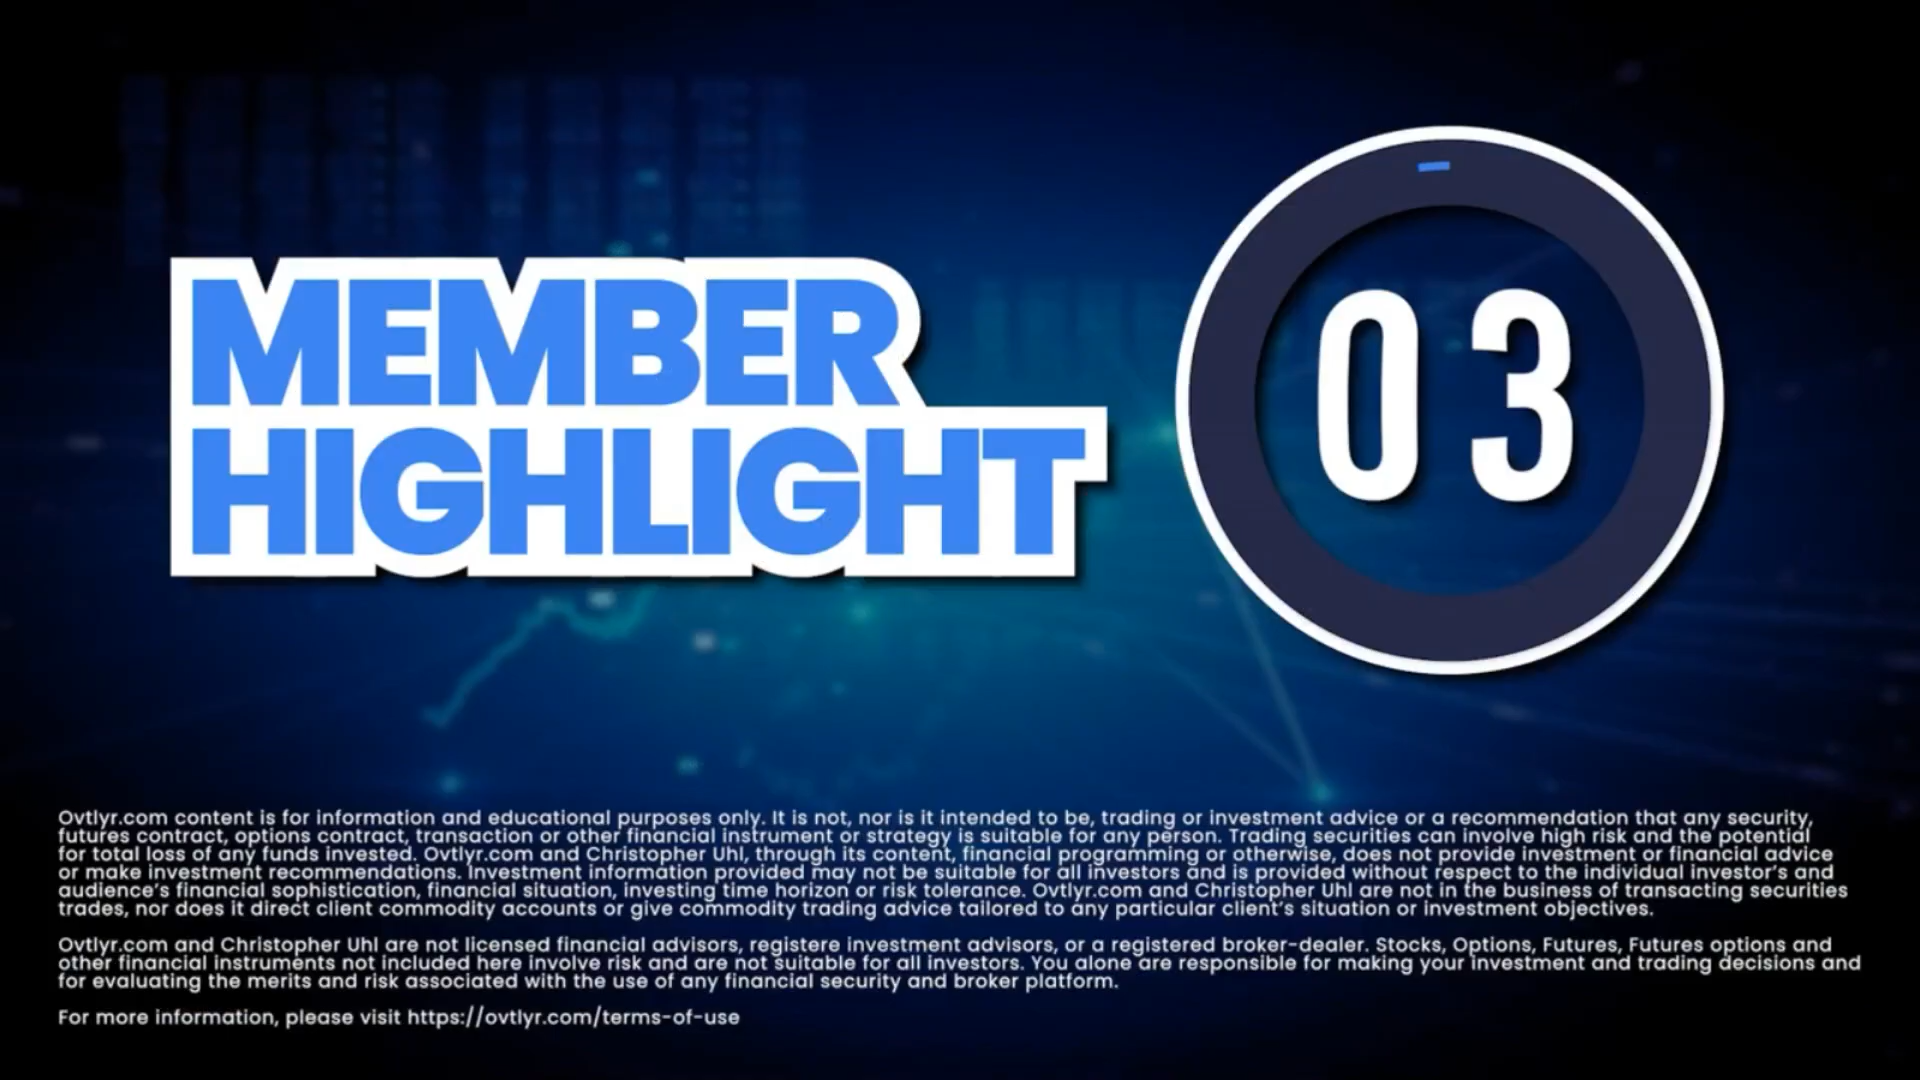 MEMBER
HIGHLIGHT
03
Ovtlyr.com content is for information and educational purposes only. It is not, nor is it intended to be, trading or investment advice or a recommendation that any security,
futures contract, options contract, transaction or other financial instrument or strategy is suitable for any person. Trading securities can involve high risk and the potential
for total loss of any funds invested. Ovtlyr.com and Christopher Uhl, through its content, financial programming or otherwise, does not provide investment or financial advice
or make investment recommendations. Investment information provided may not be suitable for all investors and is provided without respect to the individual investor's and
audience's financial sophistication, financial situation, investing time horizon or risk tolerance. Ovtlyr.com and Christopher Uhl are not in the business of transacting securities
trades, nor does it direct client commodity accounts or give commodity trading advice tailored to any particular client's situation or investment objectives.
Ovtlyr.com and Christopher Uhl are not licensed financial advisors, registere investment advisors, or a registered broker-dealer. Stocks, Options, Futures, Futures options and
other financial instruments not included here involve risk and are not suitable for all investors. You alone are responsible for making your investment and trading decisions and
for evaluating the merits and risk associated with the use of any financial security and broker platform.
For more information, please visit https://ovtlyr.com/terms-of-use